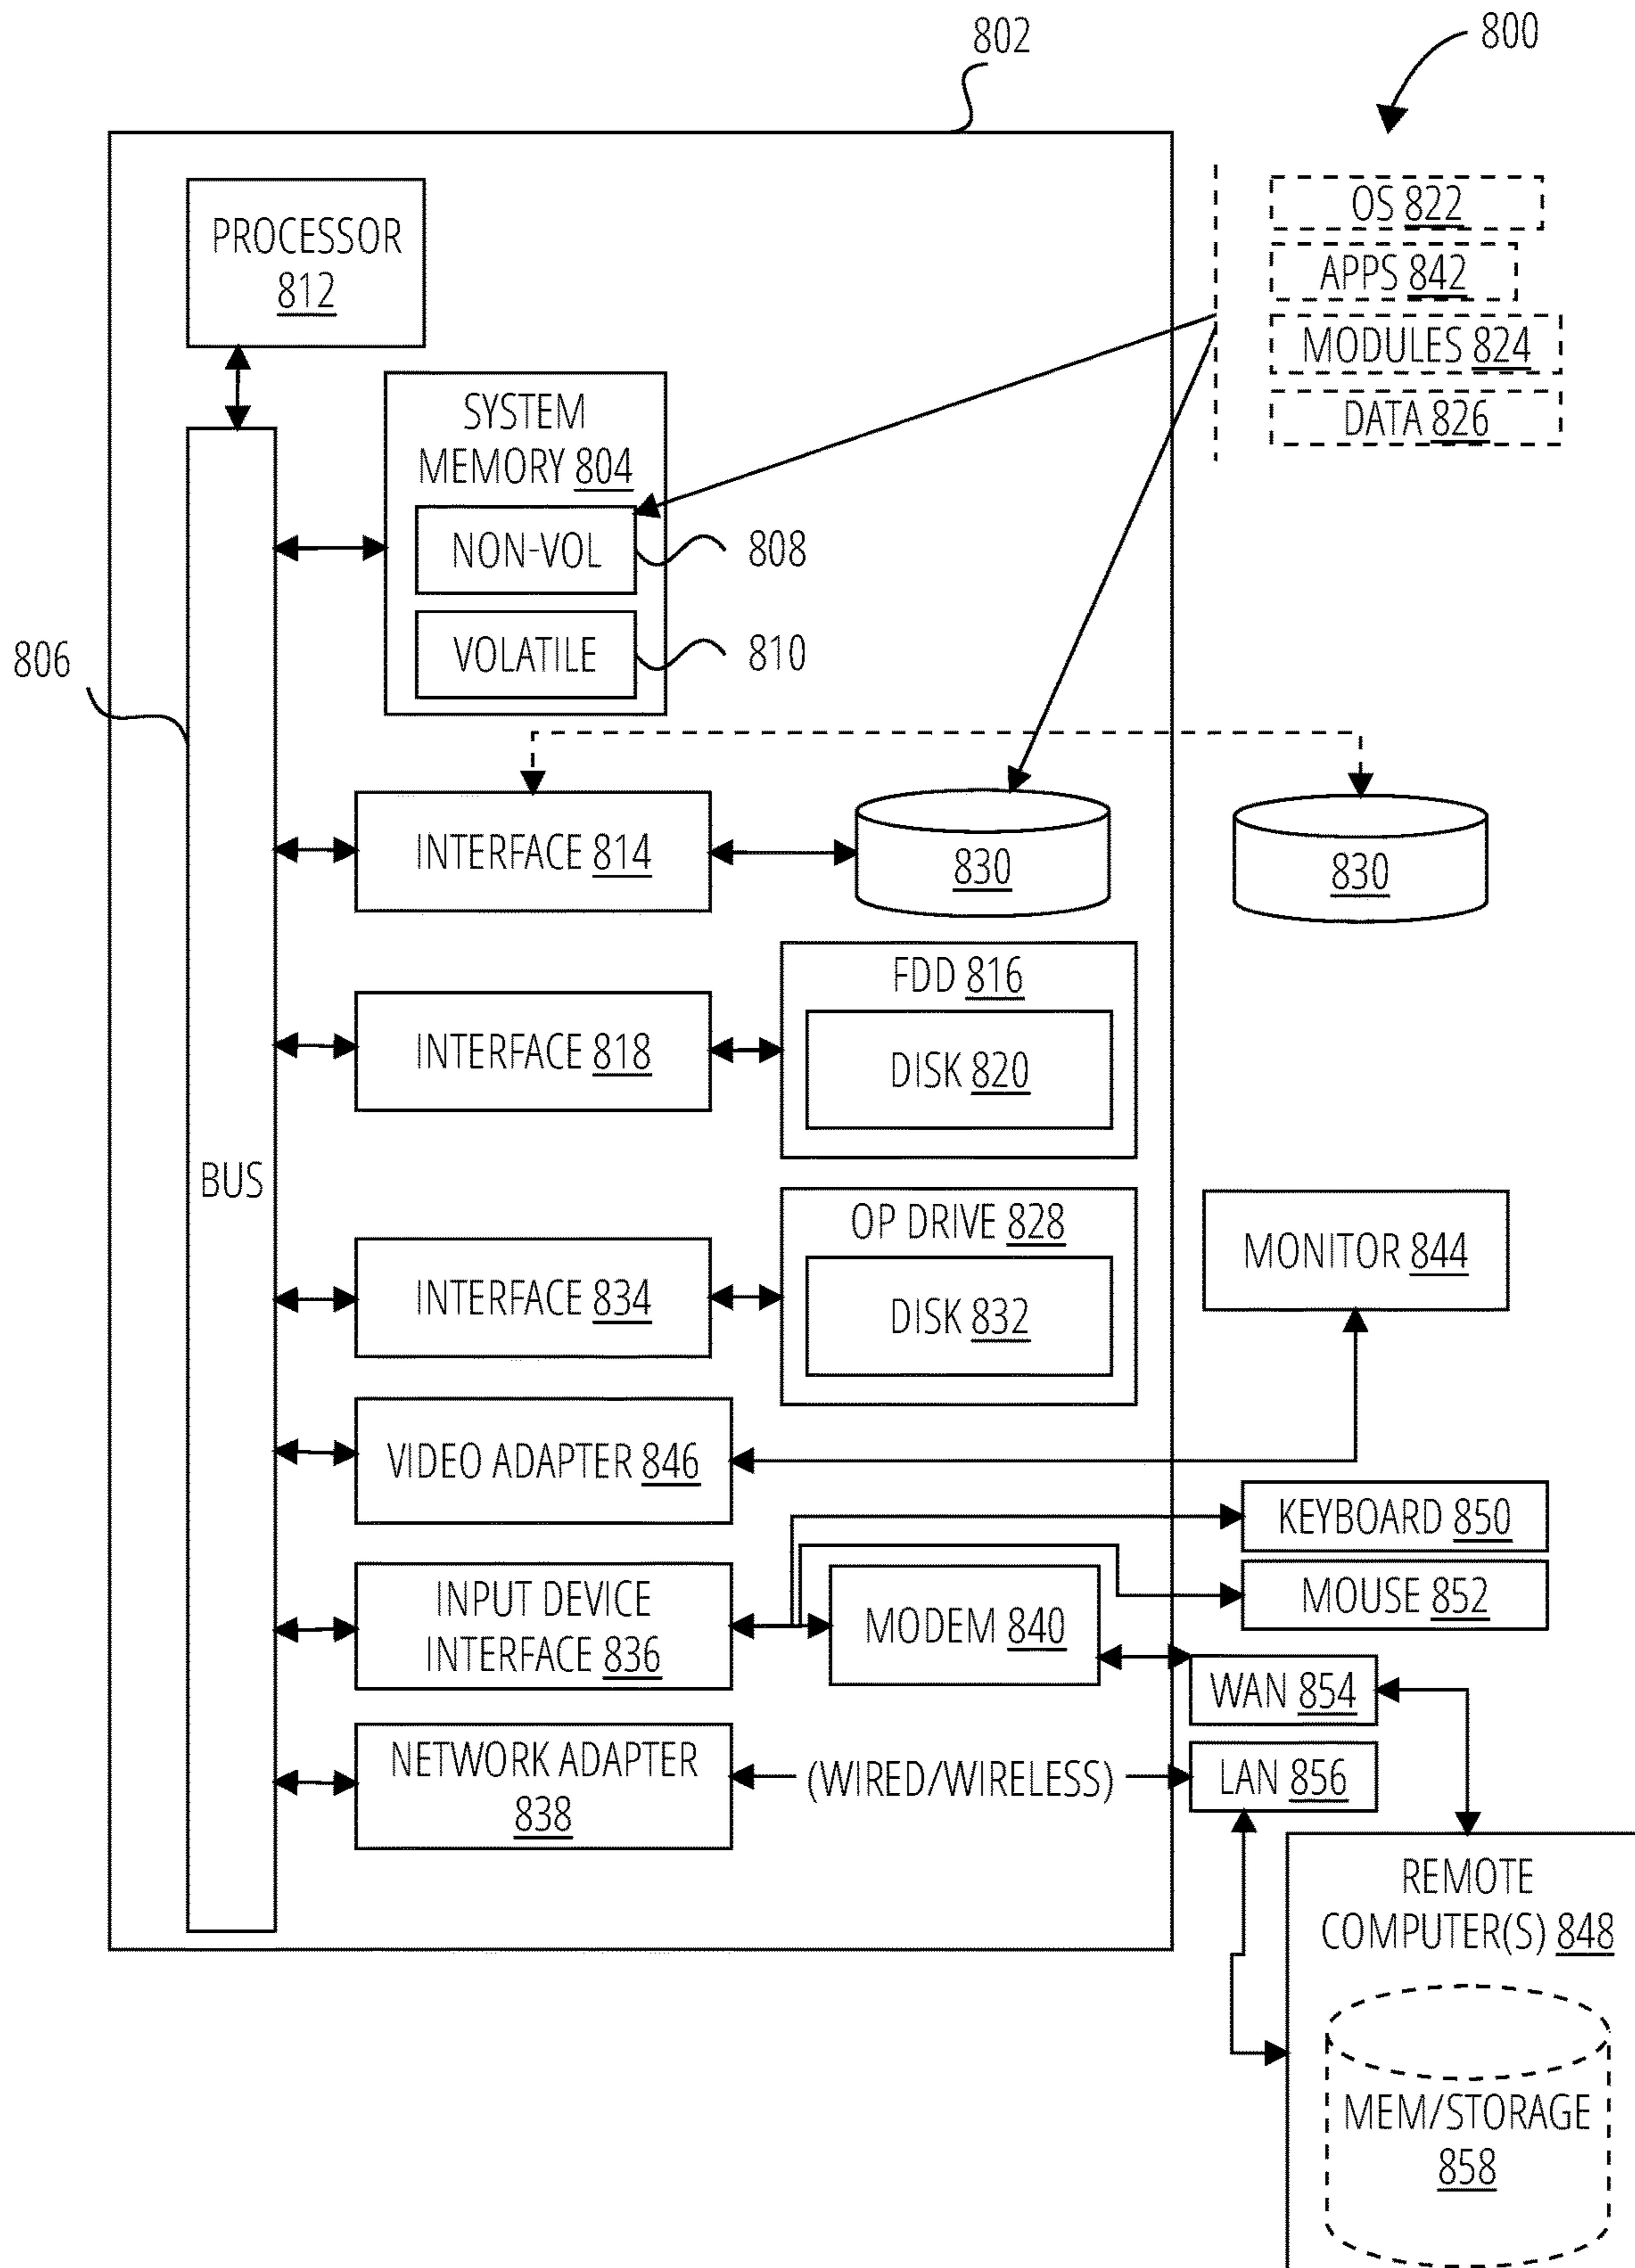 802
800
PROCESSOR
812
OS 822
APPS 842
MODULES 824
DATA 826
SYSTEM
MEMORY 804
NON-VOL
808
VOLATILE
810
806
INTERFACE 814
830
830
FDD 816
INTERFACE 818
DISK 820
BUS
OP DRIVE 828
MONITOR 844
INTERFACE 834
DISK 832
VIDEO ADAPTER 846
KEYBOARD 850
INPUT DEVICE
INTERFACE 836
MODEM 840
MOUSE 852
WAN 854
NETWORK ADAPTER
838
(WIRED/WIRELESS)
LAN 856
REMOTE
COMPUTER(S) 848
MEM/STORAGE
858